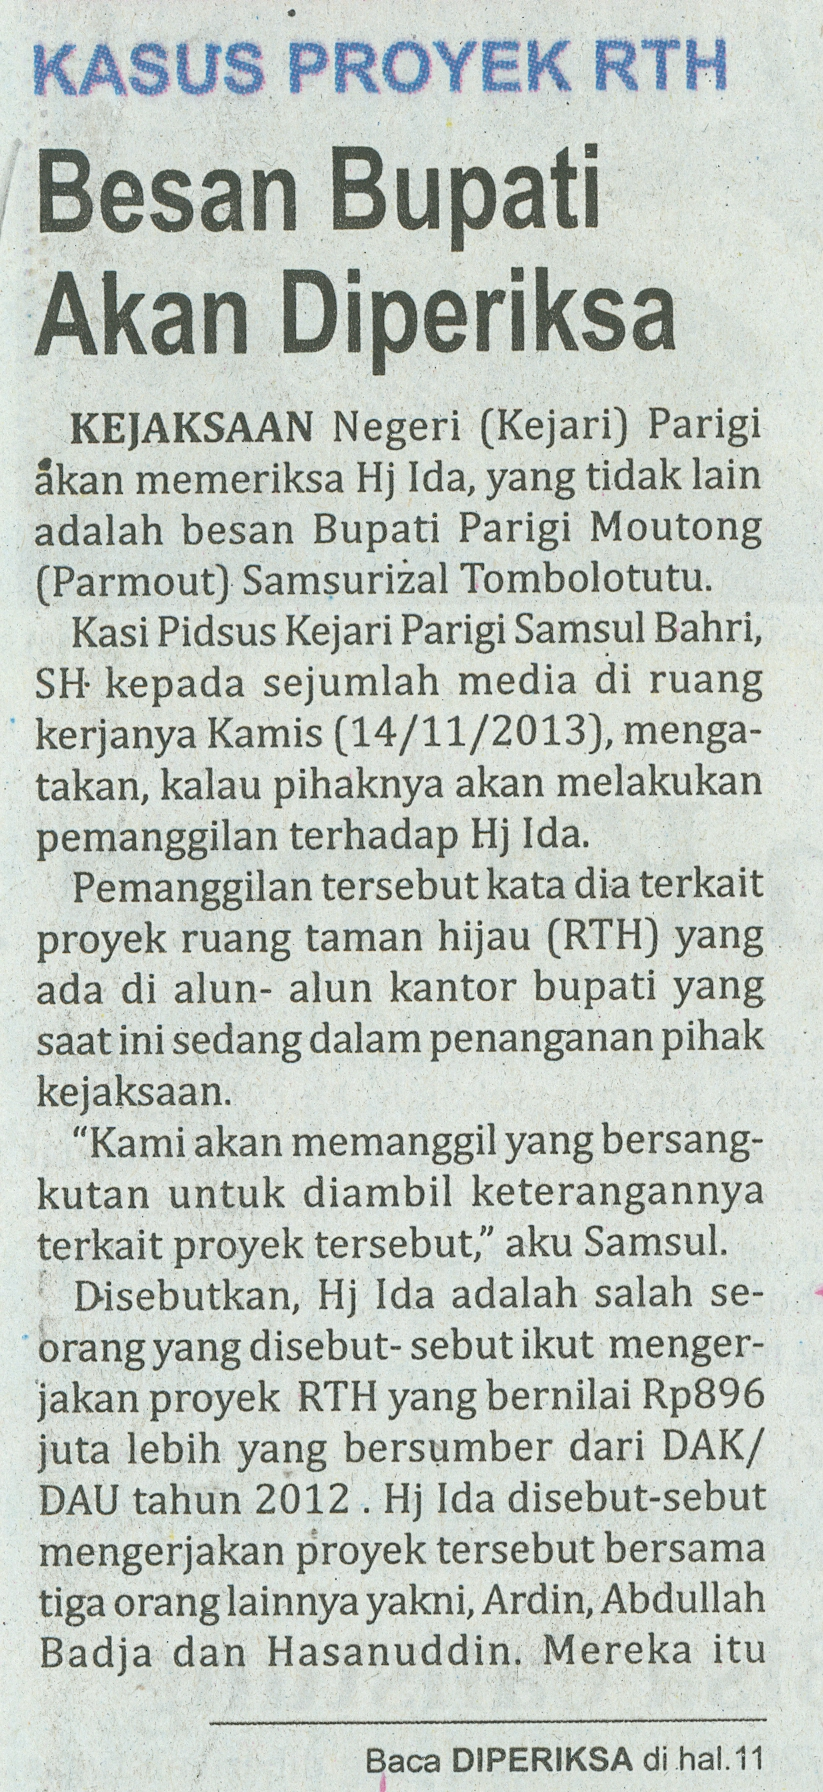 KASUS PROYEK RTH
Besan Bupati
Akan Diperiksa
KEJAKSAAN Negeri (Kejari) Parigi
akan memeriksa Hj Ida, yang tidak lain
adalah besan Bupati Parigi Moutong
(Parmout) Samsurizal Tombolotutu.
Kasi Pidsus Kejari Parigi Samsul Bahri,
SH kepada sejumlah media di ruang
kerjanya Kamis (14/11/2013), menga-
takan, kalau pihaknya akan melakukan
pemanggilan terhadap Hj Ida.
Pemanggilan tersebut kata dia terkait
proyek ruang taman hijau (RTH) yang
ada di alun- alun kantor bupati yang
saat ini sedang dalam penanganan pihak
kejaksaan.
“Kami akan memanggil yang bersang-
kutan untuk diambil keterangannya
terkait proyek tersebut,” aku Samsul.
Disebutkan, Hj Ida adalah salah se-
orang yang disebut- sebut ikut menger-
jakan proyek RTH yang bernilai Rp896
juta lebih yang bersumber dari DAK/
DAU tahun 2012 . Hj Ida disebut-sebut
mengerjakan proyek tersebut bersama
tiga orang lainnya yakni, Ardin, Abdullah
Badja dan Hasanuddin. Mereka itu
Baca DIPERIKSA di hal.11